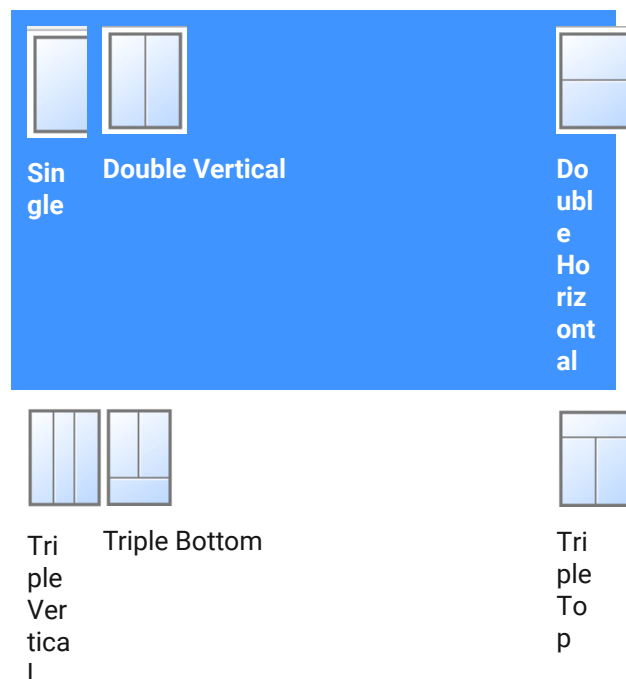 Sin
gle
Double Vertical
Do
ubl
e
Ho
riz
ont
al
Tri
ple
Ver
tica
l
Triple Bottom
Tri
ple
To
p